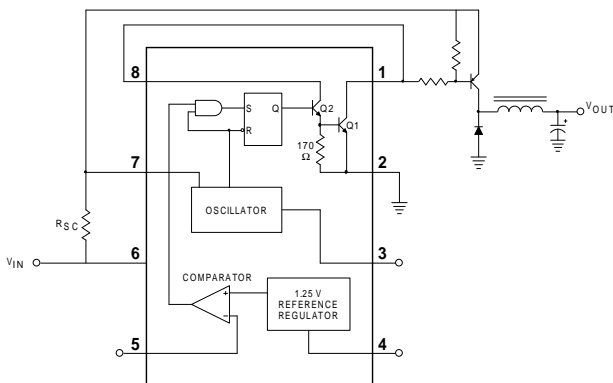 8
1
S
Q
Q2
R
Q1
170
Ω
VOUT
+
7
2
OSCILLATOR
RSC
VIN
6
3
COMPARATOR
+
−
1.25 V
REFERENCE
REGULATOR
5
4